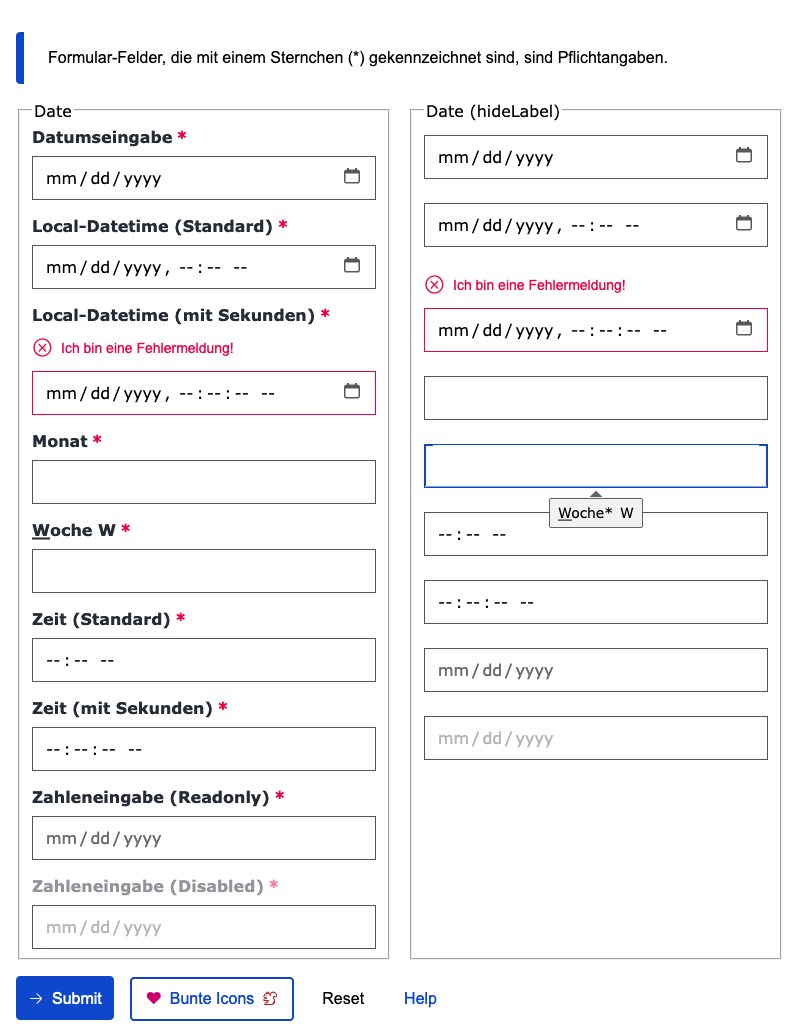 Formular-Felder, die mit einem Sternchen (*) gekennzeichnet sind, sind Pflichtangaben.
Date
Datumseingabe *
mm/dd/yyyy
Local-Datetime (Standard) *
mm/dd/yyyy, --:-- --
Local-Datetime (mit Sekunden) *
Ich bin eine Fehlermeldung!
mm/dd/yyyy, --:--:-- --
Monat *
Woche W *
Zeit (Standard) *
--:-- --
Zeit (mit Sekunden) *
--:--:-- --
Zahleneingabe (Readonly) *
mm/dd/yyyy
Zahleneingabe (Disabled) *
mm/dd/yyyy
Date (hideLabel)
mm/dd/yyyy
mm/dd/yyyy, --:-- --
Ich bin eine Fehlermeldung!
mm/dd/yyyy, --:--:-- --
Woche* W
--:-- --
--:--:-- --
mm/dd/yyyy
mm/dd/yyyy
Submit
Bunte Icons
Reset
Help